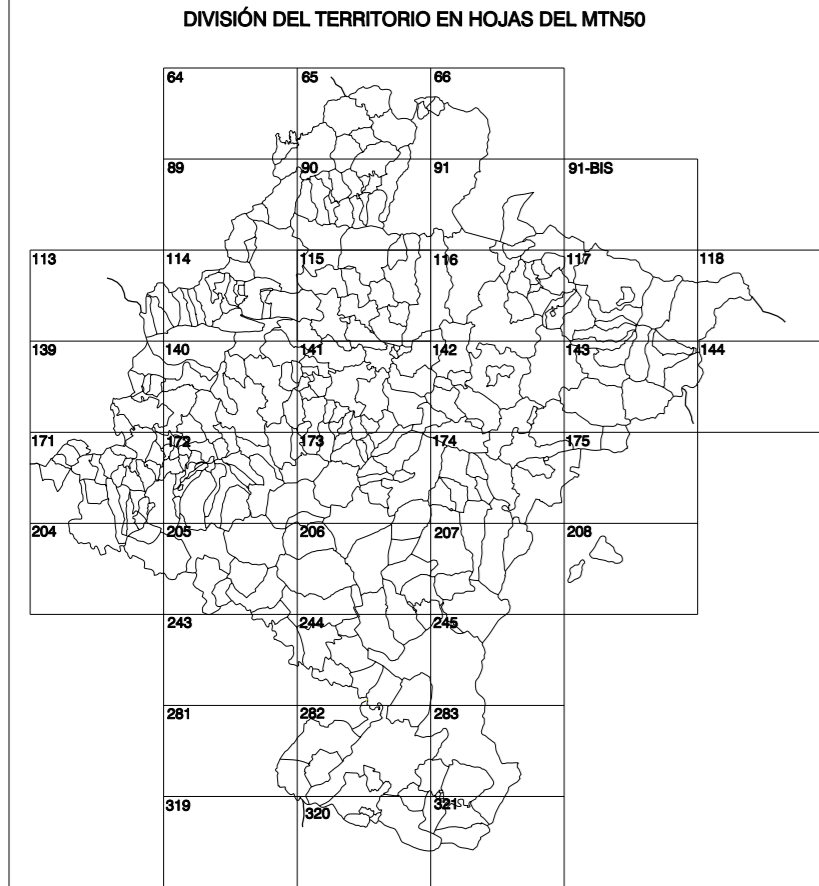 DIVISIÓN DEL TERRITORIO EN HOJAS DEL MTN50
64 65 66
89 90 91 91-BIS
113 114 115 116 117 118
139 140 141 142 143 144
171 172 173 174 175
204 205 206 207 208
243 244 245
281 282 283
319 320 321